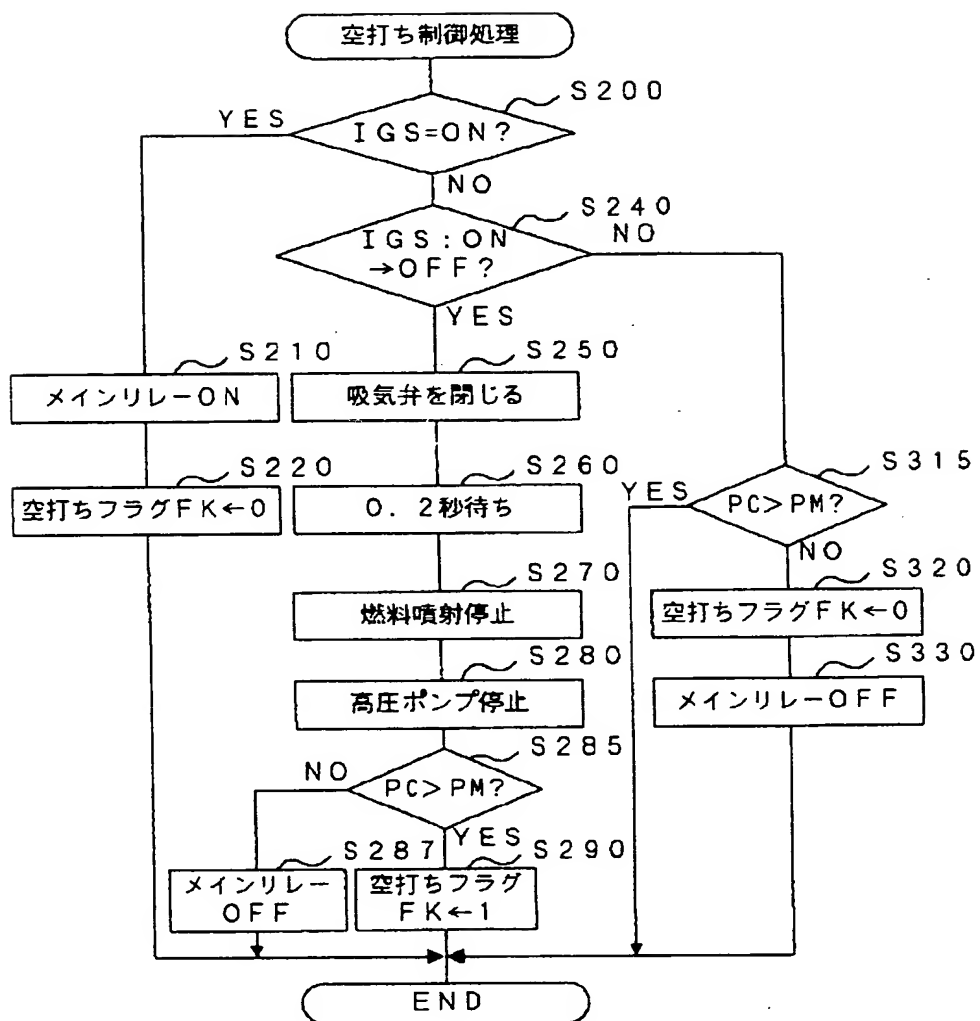 空打ち制御処理
S200
YES
IGS=ON?
NO
S240
IGS:ON
→OFF?
NO
YES
S210
メインリレーON
S250
吸気弁を閉じる
S220
空打ちフラグFK←0
S260
0.2秒待ち
S315
YES
PC>PM?
NO
S270
燃料噴射停止
S320
空打ちフラグFK←0
S280
高圧ポンプ停止
S330
メインリレーOFF
S285
NO
PC>PM?
YES
S287
メインリレー
OFF
S290
空打ちフラグ
FK←1
END